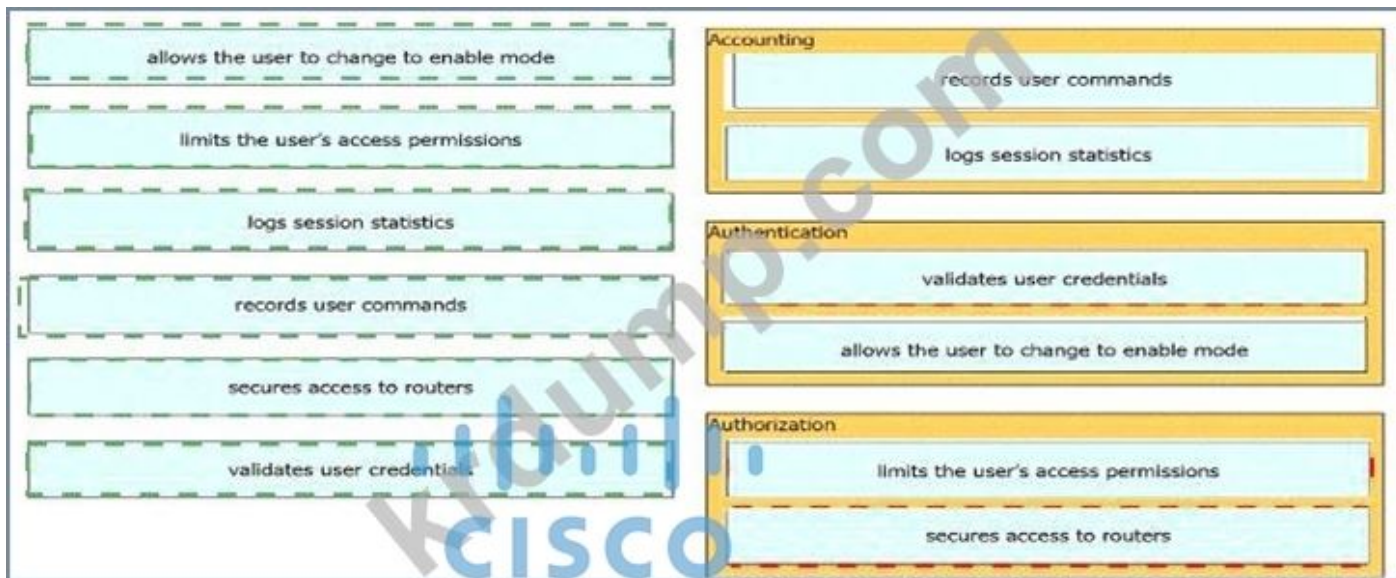 allows the user to change to enable mode
limits the user's access permissions
logs session statistics
records user commands
secures access to routers
validates user credentials
Accounting
records user commands
logs session statistics
Authentication
validates user credentials
allows the user to change to enable mode
Authorization
limits the user's access permissions
secures access to routers
krdump.com
CISCO